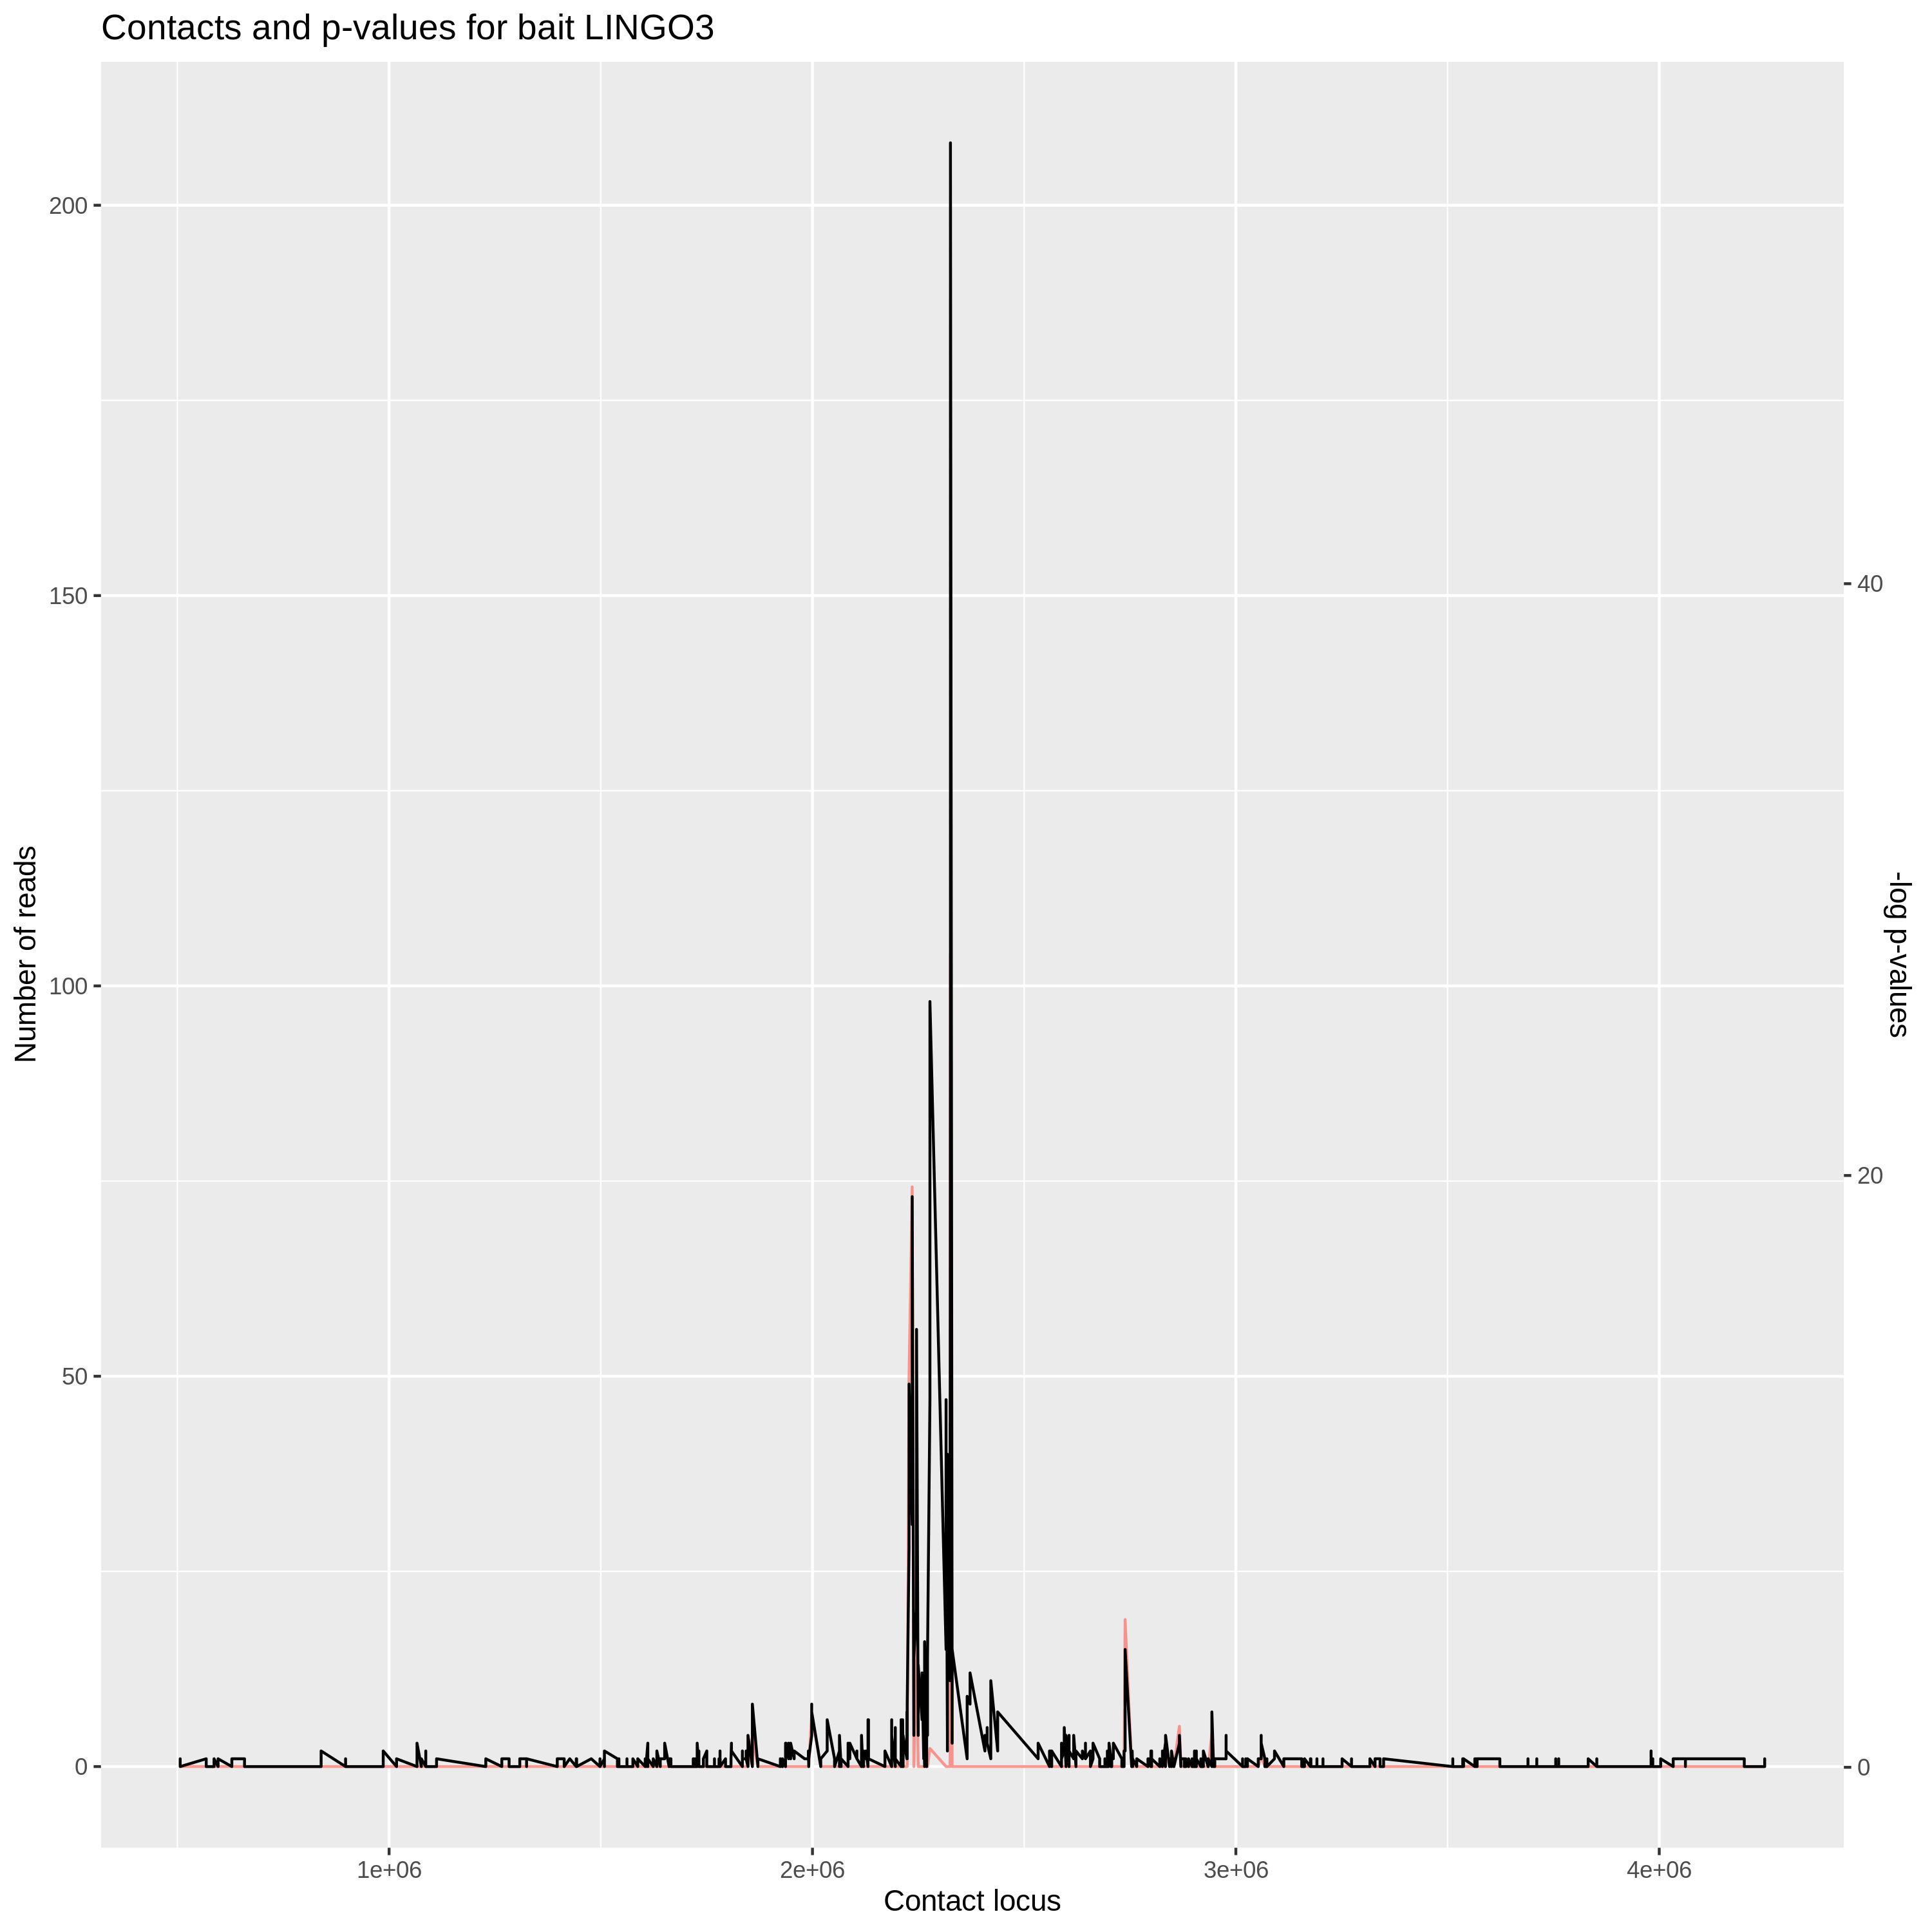 Contacts and p-values for bait LINGO3
200
150
100
50
0
Number of reads
40
20
0
-log p-values
1e+06
2e+06
3e+06
4e+06
Contact locus